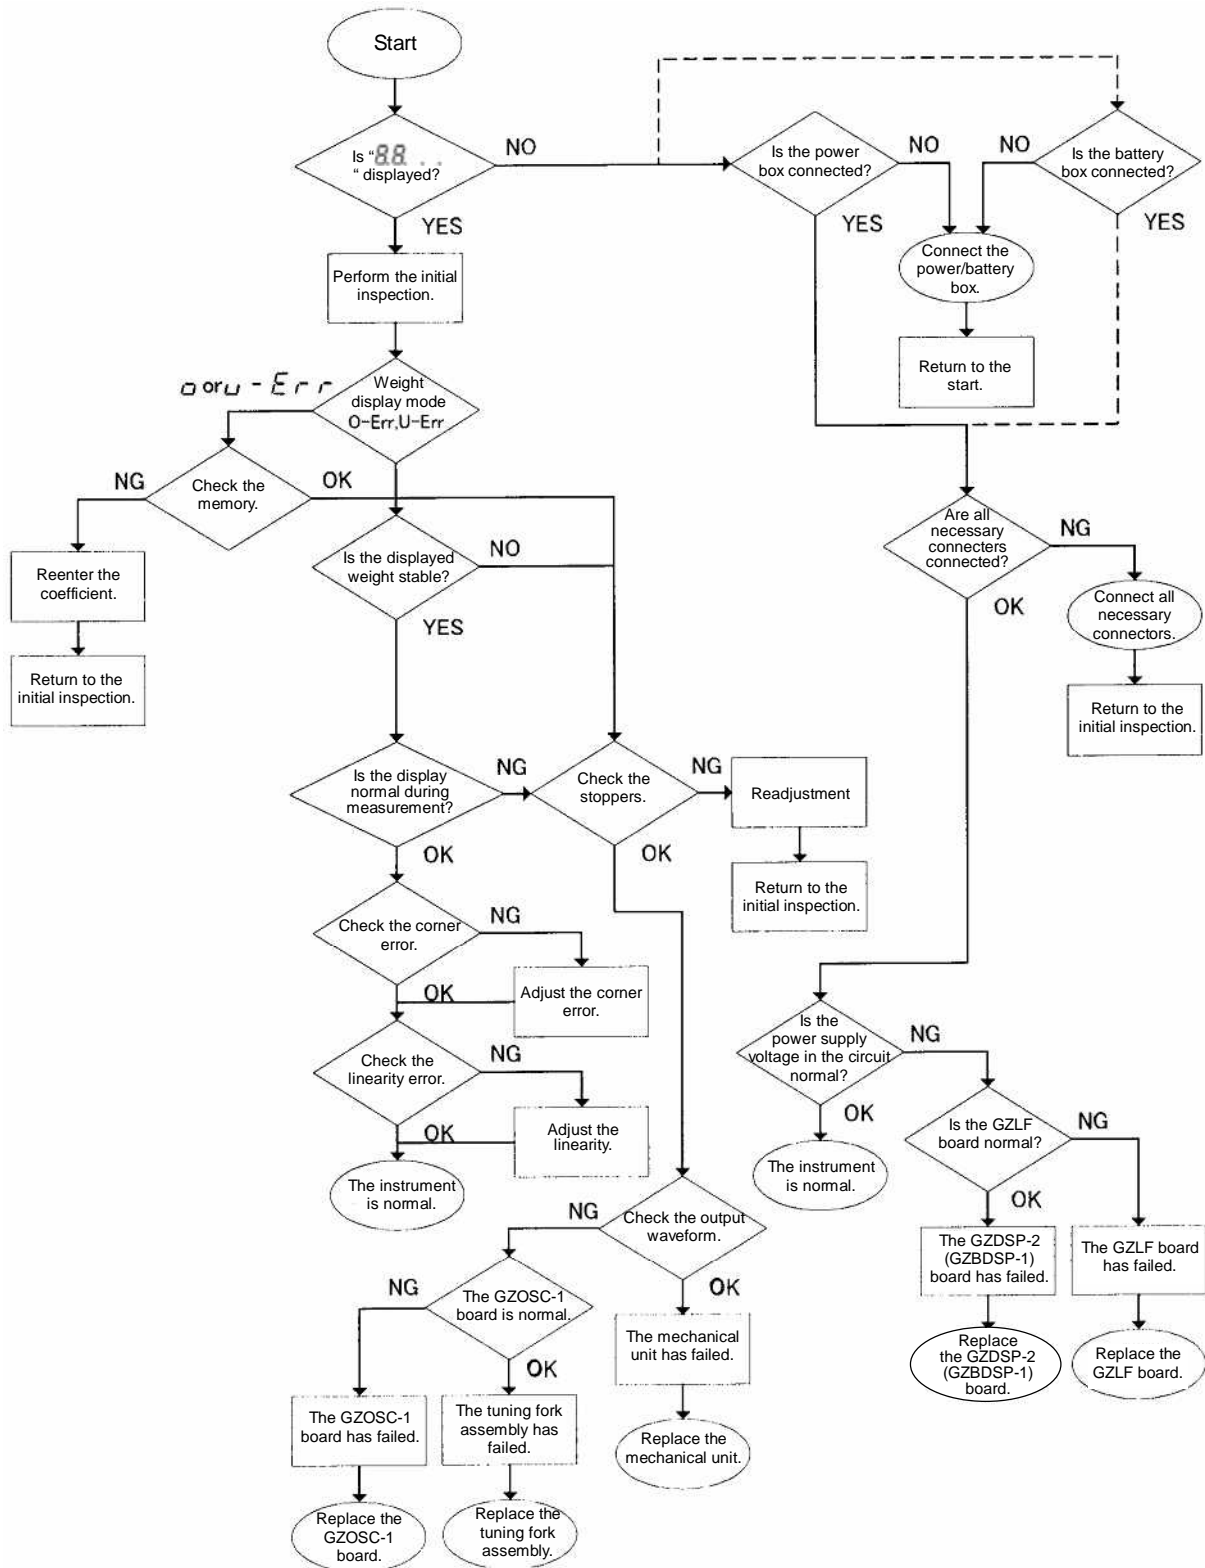 Start
Is "8.8. . .
" displayed?
NO
YES
Is the power
box connected?
NO
YES
Is the battery
box connected?
NO
YES
Connect the
power/battery
box.
Return to the
start.
Perform the initial
inspection.
o or u - Err
Weight
display mode
O-Err,U-Err
Check the
memory.
NG
OK
Reenter the
coefficient.
Return to the
initial inspection.
Is the displayed
weight stable?
NO
YES
Are all
necessary
connecters
connected?
NG
OK
Connect all
necessary
connectors.
Return to the
initial inspection.
Is the display
normal during
measurement?
NG
OK
Check the
stoppers.
NG
OK
Readjustment
Return to the
initial inspection.
Check the corner
error.
NG
OK
Adjust the corner
error.
Check the
linearity error.
NG
OK
Adjust the
linearity.
The instrument
is normal.
Is the
power supply
voltage in the circuit
normal?
NG
OK
The instrument
is normal.
Is the GZLF
board normal?
NG
OK
The GZDSP-2
(GZBDSP-1)
board has failed.
The GZLF board
has failed.
Replace
the GZDSP-2
(GZBDSP-1)
board.
Replace the
GZLF board.
Check the output
waveform.
NG
OK
The GZOSC-1
board is normal.
NG
OK
The mechanical
unit has failed.
The GZOSC-1
board has failed.
The tuning fork
assembly has
failed.
Replace the
mechanical unit.
Replace the
GZOSC-1
board.
Replace the
tuning fork
assembly.